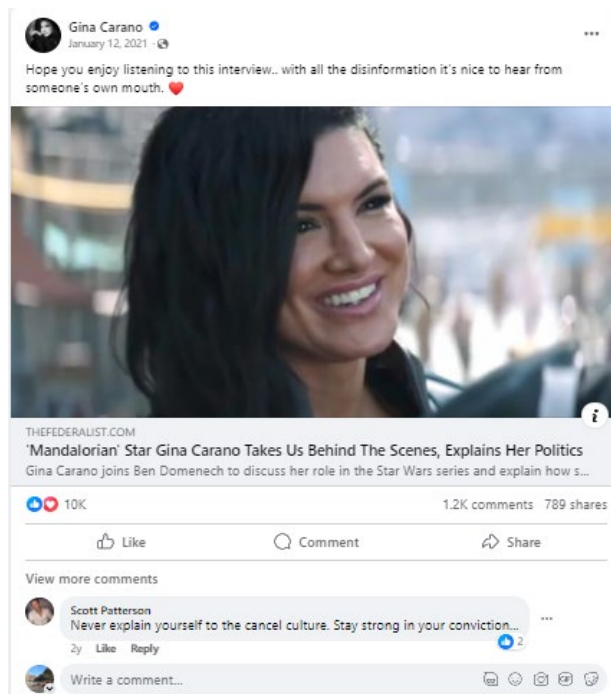 Gina Carano
January 12, 2021 ·
Hope you enjoy listening to this interview.. with all the disinformation it's nice to hear from
someone's own mouth. ❤️
THEFEDERALIST.COM
'Mandalorian' Star Gina Carano Takes Us Behind The Scenes, Explains Her Politics
Gina Carano joins Ben Domenech to discuss her role in the Star Wars series and explain how s...
10K 1.2K comments 789 shares
Like Comment Share
View more comments
Scott Patterson
Never explain yourself to the cancel culture. Stay strong in your conviction...
2
2y Like Reply
Write a comment...
GIF